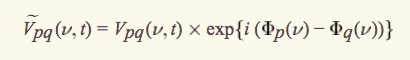 Ṽpq(ν, t) = Vpq(ν, t) × exp{i (Φp(ν) − Φq(ν))}